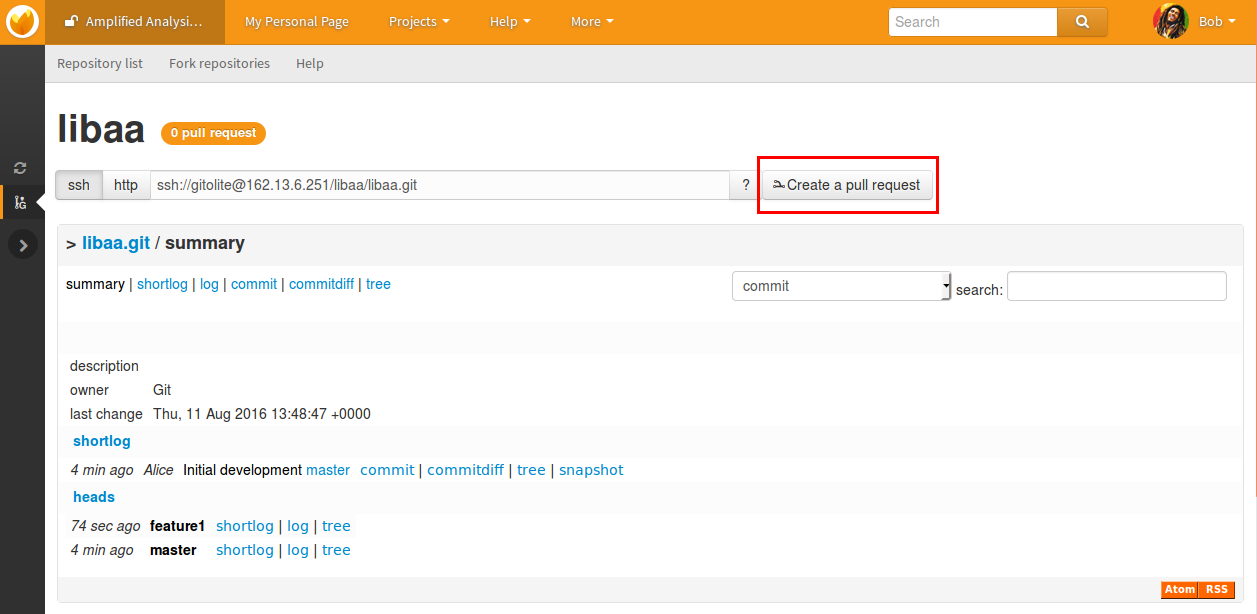 Amplified Analysi... My Personal Page Projects Help More Search Bob
Repository list Fork repositories Help
libaa 0 pull request
ssh http ssh://gitolite@162.13.6.251/libaa/libaa.git ? Create a pull request
> libaa.git / summary
summary | shortlog | log | commit | commitdiff | tree commit search:
description
owner Git
last change Thu, 11 Aug 2016 13:48:47 +0000
shortlog
4 min ago Alice Initial development master commit | commitdiff | tree | snapshot
heads
74 sec ago feature1 shortlog | log | tree
4 min ago master shortlog | log | tree
Atom RSS